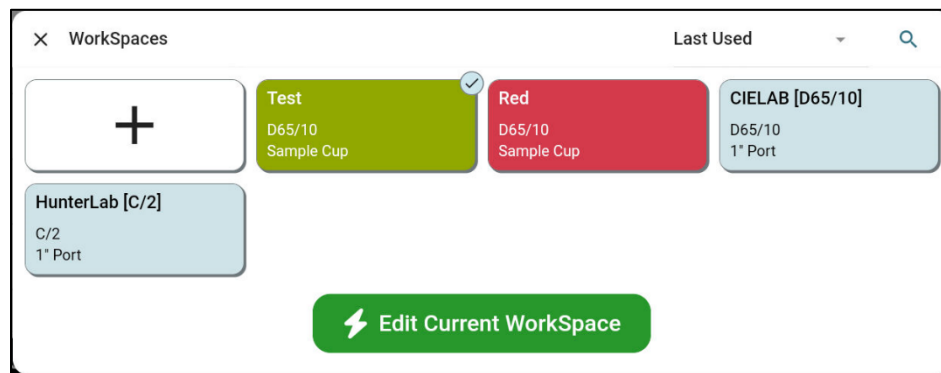 WorkSpaces
Last Used
Test
D65/10
Sample Cup
Red
D65/10
Sample Cup
CIELAB [D65/10]
D65/10
1" Port
HunterLab [C/2]
C/2
1" Port
Edit Current WorkSpace